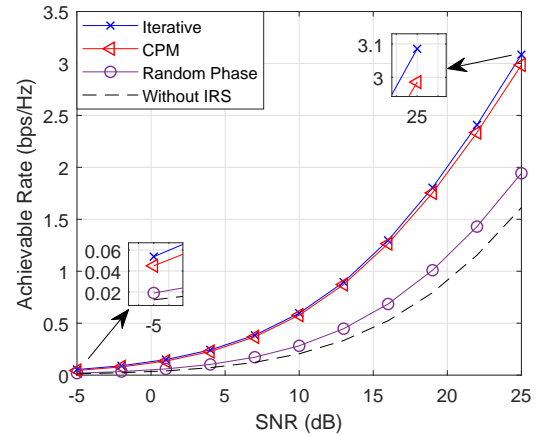 3.5
3
2.5
2
1.5
1
0.5
0
Achievable Rate (bps/Hz)
Iterative
CPM
Random Phase
Without IRS
3.1
3
25
0.06
0.04
0.02
-5
-5 0 5 10 15 20 25
SNR (dB)